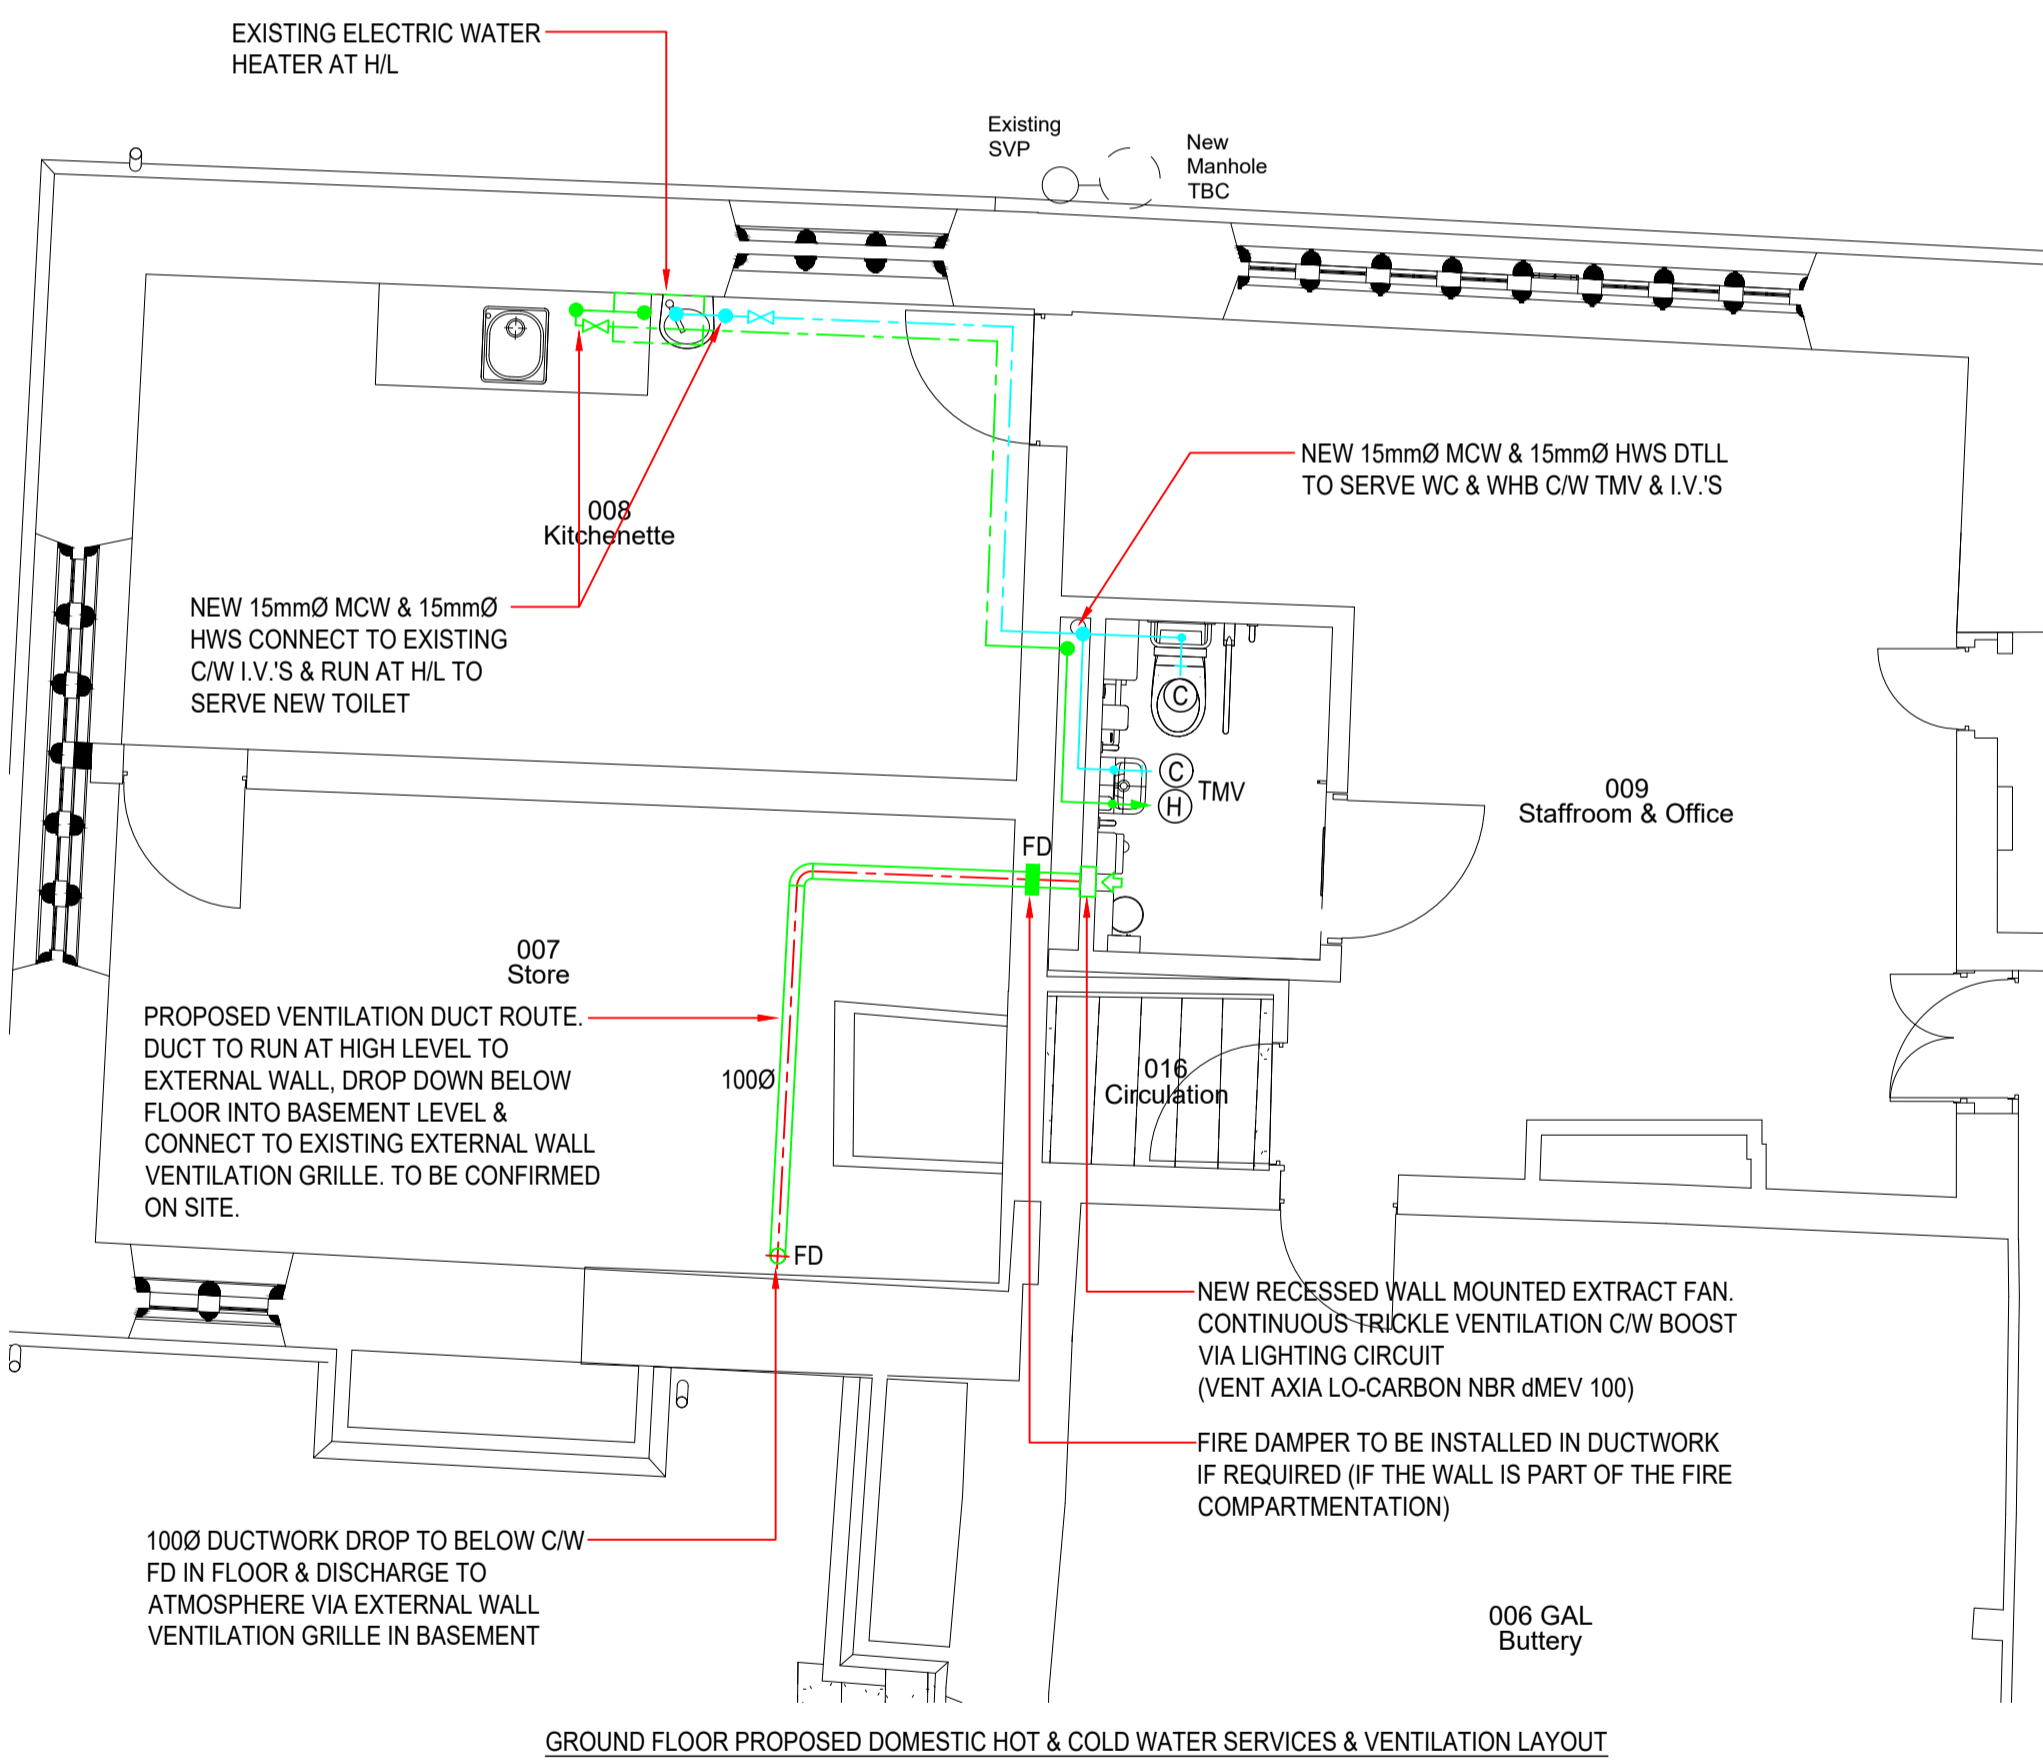 EXISTING ELECTRIC WATER
HEATER AT H/L
Existing
SVP
New
Manhole
TBC
NEW 15mmØ MCW & 15mmØ HWS DTLL
TO SERVE WC & WHB C/W TMV & I.V.'S
008
Kitchenette
NEW 15mmØ MCW & 15mmØ
HWS CONNECT TO EXISTING
C/W I.V.'S & RUN AT H/L TO
SERVE NEW TOILET
C
C
H
TMV
009
Staffroom & Office
FD
007
Store
PROPOSED VENTILATION DUCT ROUTE.
DUCT TO RUN AT HIGH LEVEL TO
EXTERNAL WALL, DROP DOWN BELOW
FLOOR INTO BASEMENT LEVEL &
CONNECT TO EXISTING EXTERNAL WALL
VENTILATION GRILLE. TO BE CONFIRMED
ON SITE.
100Ø
016
Circulation
FD
NEW RECESSED WALL MOUNTED EXTRACT FAN.
CONTINUOUS TRICKLE VENTILATION C/W BOOST
VIA LIGHTING CIRCUIT
(VENT AXIA LO-CARBON NBR dMEV 100)
FIRE DAMPER TO BE INSTALLED IN DUCTWORK
IF REQUIRED (IF THE WALL IS PART OF THE FIRE
COMPARTMENTATION)
100Ø DUCTWORK DROP TO BELOW C/W
FD IN FLOOR & DISCHARGE TO
ATMOSPHERE VIA EXTERNAL WALL
VENTILATION GRILLE IN BASEMENT
006 GAL
Buttery
GROUND FLOOR PROPOSED DOMESTIC HOT & COLD WATER SERVICES & VENTILATION LAYOUT